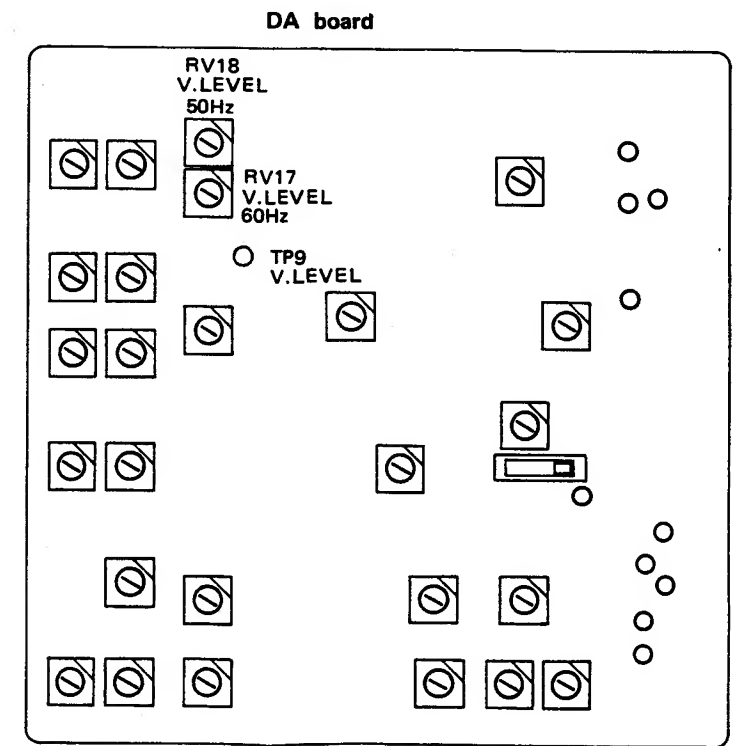 DA board
RV18
V.LEVEL
50Hz
RV17
V.LEVEL
60Hz
TP9
V.LEVEL